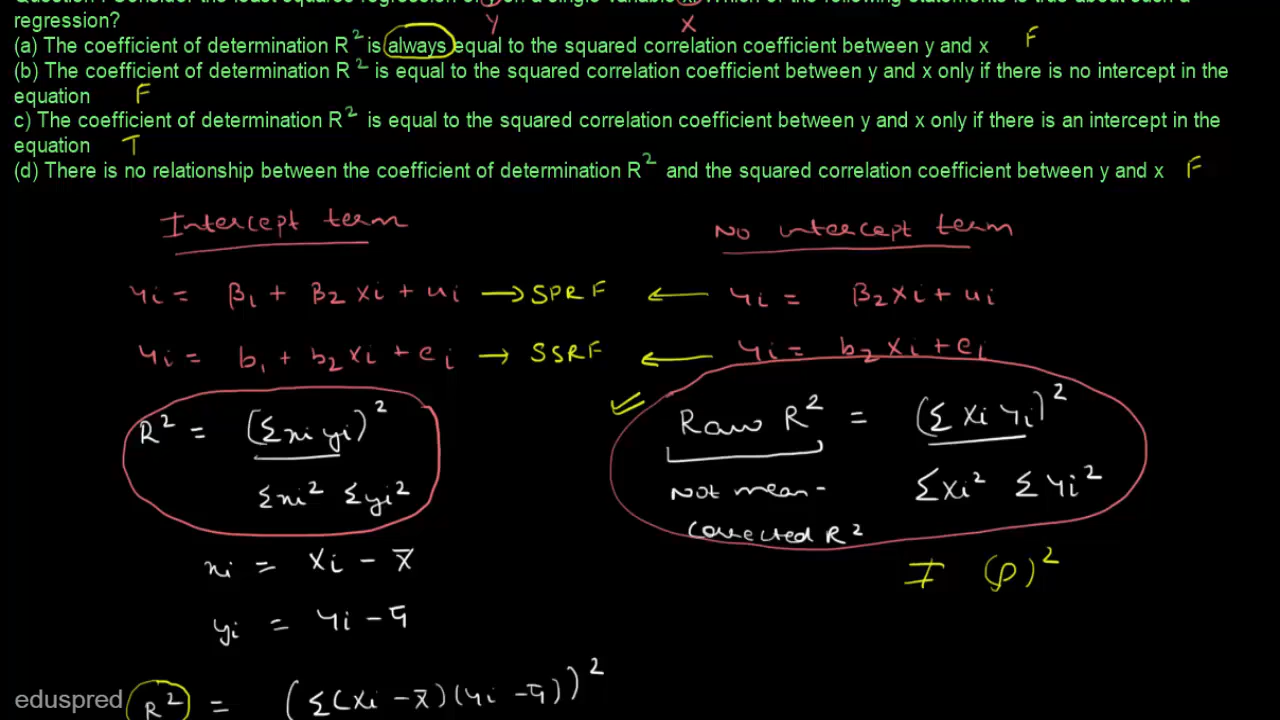 regression?
Y X
(a) The coefficient of determination R² is always equal to the squared correlation coefficient between y and x F
(b) The coefficient of determination R² is equal to the squared correlation coefficient between y and x only if there is no intercept in the
equation F
c) The coefficient of determination R² is equal to the squared correlation coefficient between y and x only if there is an intercept in the
equation T
(d) There is no relationship between the coefficient of determination R² and the squared correlation coefficient between y and x F
Intercept term
No intercept term
Yi = β1 + β2 Xi + ui → SPRF ← Yi = β2 Xi + ui
Yi = b1 + b2 Xi + ei → SSRF ← Yi = b2 Xi + ei
R² = (Σxi yi)²
Σxi² Σyi²
Raw R² = (Σ Xi Yi)²
ΣXi² ΣYi²
Not mean-
corrected R²
≠ (ρ)²
xi = Xi − X̄
yi = Yi − Ȳ
R² = (Σ(Xi − X̄)(Yi − Ȳ))²
eduspred